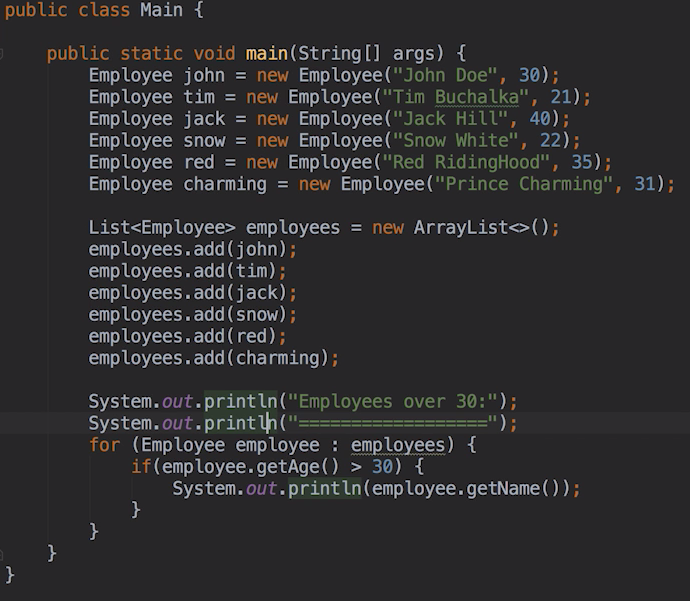 public class Main {
public static void main(String[] args) {
Employee john = new Employee("John Doe", 30);
Employee tim = new Employee("Tim Buchalka", 21);
Employee jack = new Employee("Jack Hill", 40);
Employee snow = new Employee("Snow White", 22);
Employee red = new Employee("Red RidingHood", 35);
Employee charming = new Employee("Prince Charming", 31);
List<Employee> employees = new ArrayList<>();
employees.add(john);
employees.add(tim);
employees.add(jack);
employees.add(snow);
employees.add(red);
employees.add(charming);
System.out.println("Employees over 30:");
System.out.println("==================");
for (Employee employee : employees) {
if(employee.getAge() > 30) {
System.out.println(employee.getName());
}
}
}
}